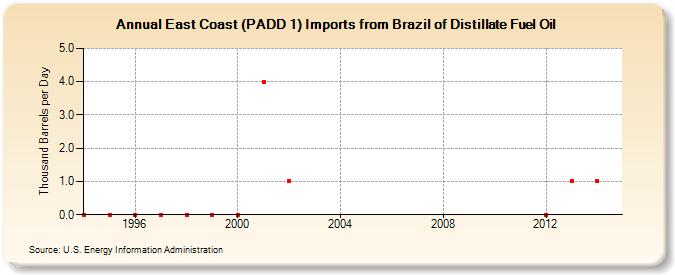 Annual East Coast (PADD 1) Imports from Brazil of Distillate Fuel Oil
Thousand Barrels per Day
5.0
4.0
3.0
2.0
1.0
0.0
1996 2000 2004 2008 2012
Source: U.S. Energy Information Administration